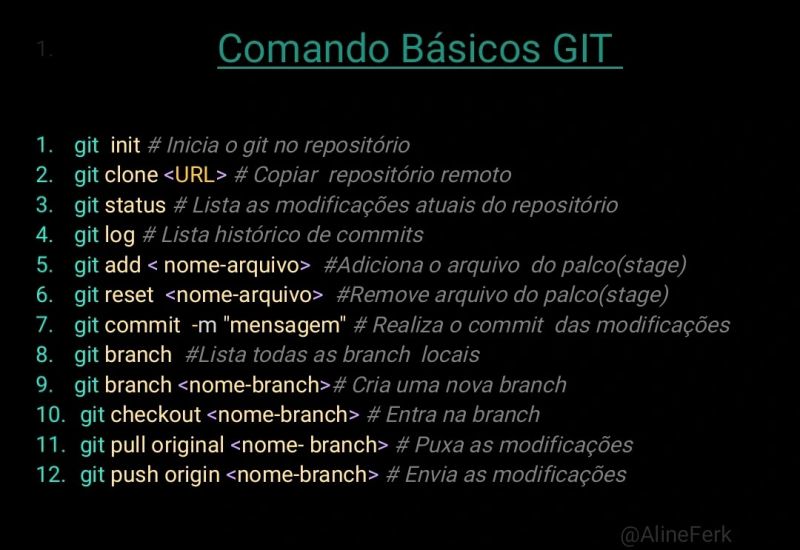 1.
Comando Básicos GIT
1. git init # Inicia o git no repositório
2. git clone <URL> # Copiar repositório remoto
3. git status # Lista as modificações atuais do repositório
4. git log # Lista histórico de commits
5. git add < nome-arquivo> #Adiciona o arquivo do palco(stage)
6. git reset <nome-arquivo> #Remove arquivo do palco(stage)
7. git commit -m "mensagem" # Realiza o commit das modificações
8. git branch #Lista todas as branch locais
9. git branch <nome-branch># Cria uma nova branch
10. git checkout <nome-branch> # Entra na branch
11. git pull original <nome- branch> # Puxa as modificações
12. git push origin <nome-branch> # Envia as modificações
@AlineFerk